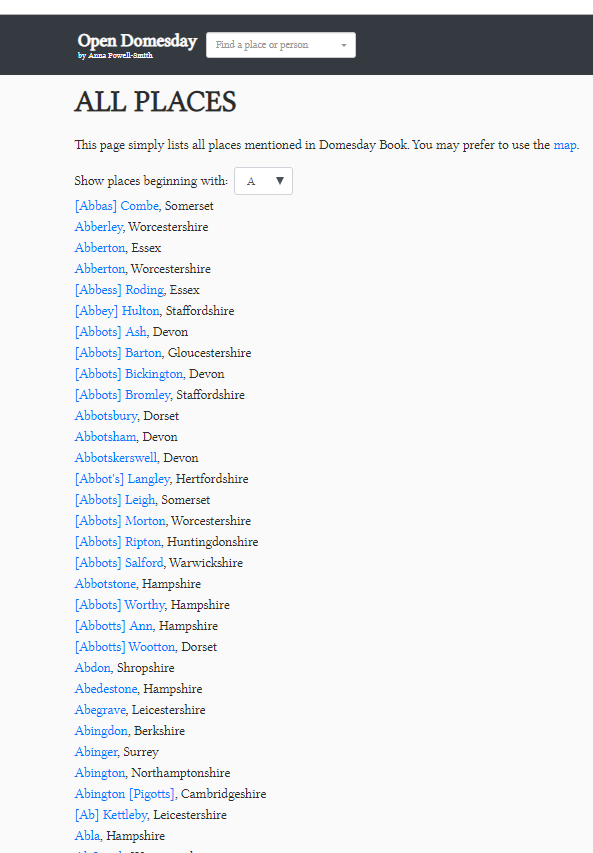 Open Domesday
by Anna Powell-Smith
Find a place or person
ALL PLACES
This page simply lists all places mentioned in Domesday Book. You may prefer to use the map.
Show places beginning with: A
[Abbas] Combe, Somerset
Abberley, Worcestershire
Abberton, Essex
Abberton, Worcestershire
[Abbess] Roding, Essex
[Abbey] Hulton, Staffordshire
[Abbots] Ash, Devon
[Abbots] Barton, Gloucestershire
[Abbots] Bickington, Devon
[Abbots] Bromley, Staffordshire
Abbotsbury, Dorset
Abbotsham, Devon
Abbotskerswell, Devon
[Abbot's] Langley, Hertfordshire
[Abbots] Leigh, Somerset
[Abbots] Morton, Worcestershire
[Abbots] Ripton, Huntingdonshire
[Abbots] Salford, Warwickshire
Abbotstone, Hampshire
[Abbots] Worthy, Hampshire
[Abbotts] Ann, Hampshire
[Abbotts] Wootton, Dorset
Abdon, Shropshire
Abedestone, Hampshire
Abegrave, Leicestershire
Abingdon, Berkshire
Abinger, Surrey
Abington, Northamptonshire
Abington [Pigotts], Cambridgeshire
[Ab] Kettleby, Leicestershire
Abla, Hampshire